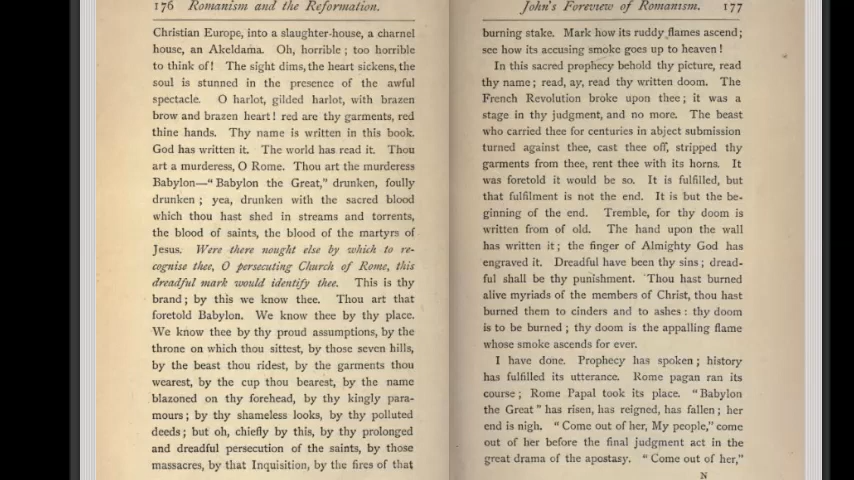 176 Romanism and the Reformation.
Christian Europe, into a slaughter-house, a charnel
house, an Akeldama. Oh, horrible ; too horrible
to think of! The sight dims, the heart sickens, the
soul is stunned in the presence of the awful
spectacle. O harlot, gilded harlot, with brazen
brow and brazen heart! red are thy garments, red
thine hands. Thy name is written in this book.
God has written it. The world has read it. Thou
art a murderess, O Rome. Thou art the murderess
Babylon—“Babylon the Great,” drunken, foully
drunken ; yea, drunken with the sacred blood
which thou hast shed in streams and torrents,
the blood of saints, the blood of the martyrs of
Jesus. Were there nought else by which to re-
cognise thee, O persecuting Church of Rome, this
dreadful mark would identify thee. This is thy
brand ; by this we know thee. Thou art that
foretold Babylon. We know thee by thy place.
We know thee by thy proud assumptions, by the
throne on which thou sittest, by those seven hills,
by the beast thou ridest, by the garments thou
wearest, by the cup thou bearest, by the name
blazoned on thy forehead, by thy kingly para-
mours ; by thy shameless looks, by thy polluted
deeds ; but oh, chiefly by this, by thy prolonged
and dreadful persecution of the saints, by those
massacres, by that Inquisition, by the fires of that
John's Foreview of Romanism. 177
burning stake. Mark how its ruddy flames ascend ;
see how its accusing smoke goes up to heaven !
In this sacred prophecy behold thy picture, read
thy name ; read, ay, read thy written doom. The
French Revolution broke upon thee ; it was a
stage in thy judgment, and no more. The beast
who carried thee for centuries in abject submission
turned against thee, cast thee off, stripped thy
garments from thee, rent thee with its horns. It
was foretold it would be so. It is fulfilled, but
that fulfilment is not the end. It is but the be-
ginning of the end. Tremble, for thy doom is
written from of old. The hand upon the wall
has written it ; the finger of Almighty God has
engraved it. Dreadful have been thy sins ; dread-
ful shall be thy punishment. Thou hast burned
alive myriads of the members of Christ, thou hast
burned them to cinders and to ashes : thy doom
is to be burned ; thy doom is the appalling flame
whose smoke ascends for ever.
I have done. Prophecy has spoken ; history
has fulfilled its utterance. Rome pagan ran its
course ; Rome Papal took its place. “Babylon
the Great” has risen, has reigned, has fallen ; her
end is nigh. “Come out of her, My people,” come
out of her before the final judgment act in the
great drama of the apostasy. “Come out of her,”
N